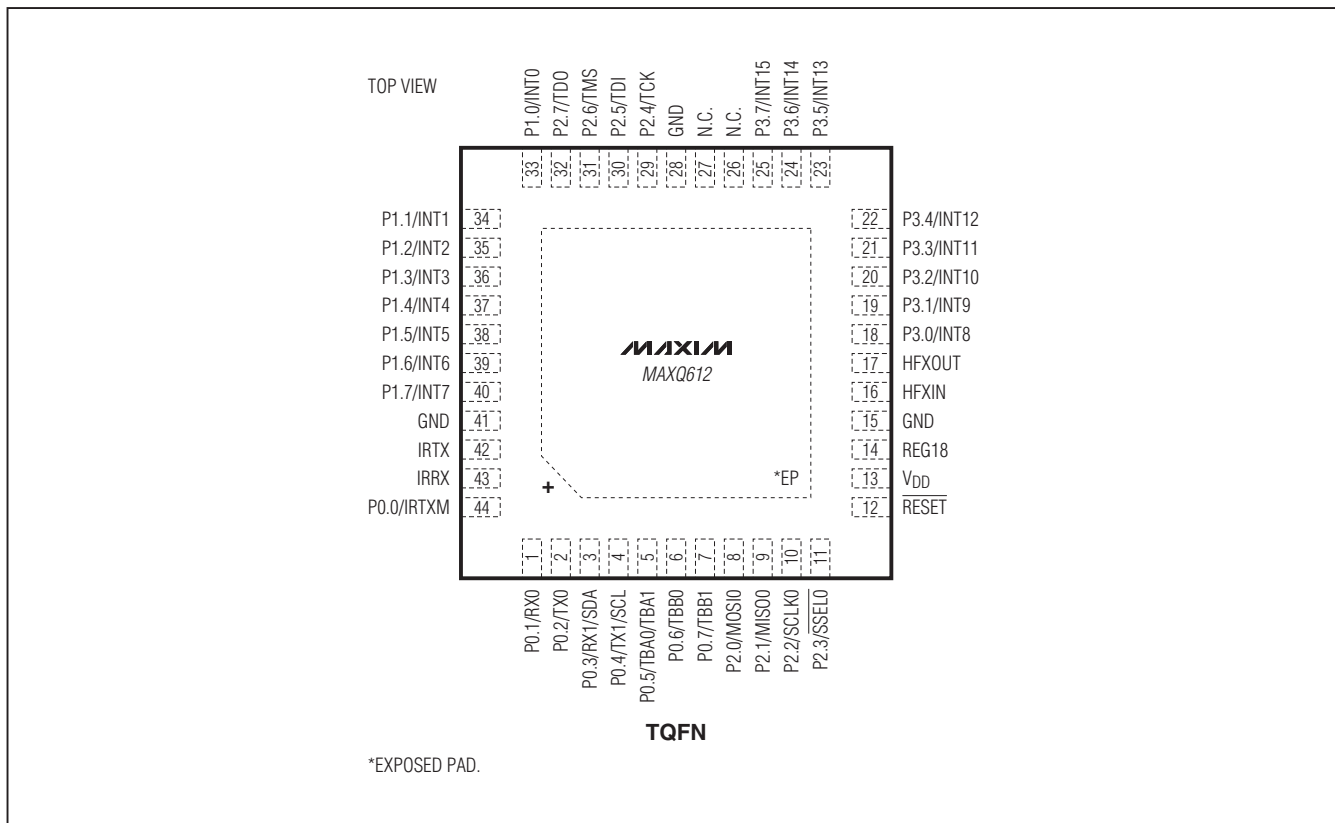 TOP VIEW
P1.0/INT0
P2.7/TDO
P2.6/TMS
P2.5/TDI
P2.4/TCK
GND
N.C.
N.C.
P3.7/INT15
P3.6/INT14
P3.5/INT13
33
32
31
30
29
28
27
26
25
24
23
P1.1/INT1 34
P1.2/INT2 35
P1.3/INT3 36
P1.4/INT4 37
P1.5/INT5 38
P1.6/INT6 39
P1.7/INT7 40
GND 41
IRTX 42
IRRX 43
P0.0/IRTXM 44
22 P3.4/INT12
21 P3.3/INT11
20 P3.2/INT10
19 P3.1/INT9
18 P3.0/INT8
17 HFXOUT
16 HFXIN
15 GND
14 REG18
13 VDD
12 RESET
MAXIM
MAXQ612
*EP
+
1
2
3
4
5
6
7
8
9
10
11
P0.1/RX0
P0.2/TX0
P0.3/RX1/SDA
P0.4/TX1/SCL
P0.5/TBA0/TBA1
P0.6/TBB0
P0.7/TBB1
P2.0/MOSI0
P2.1/MISO0
P2.2/SCLK0
P2.3/SSEL0
TQFN
*EXPOSED PAD.